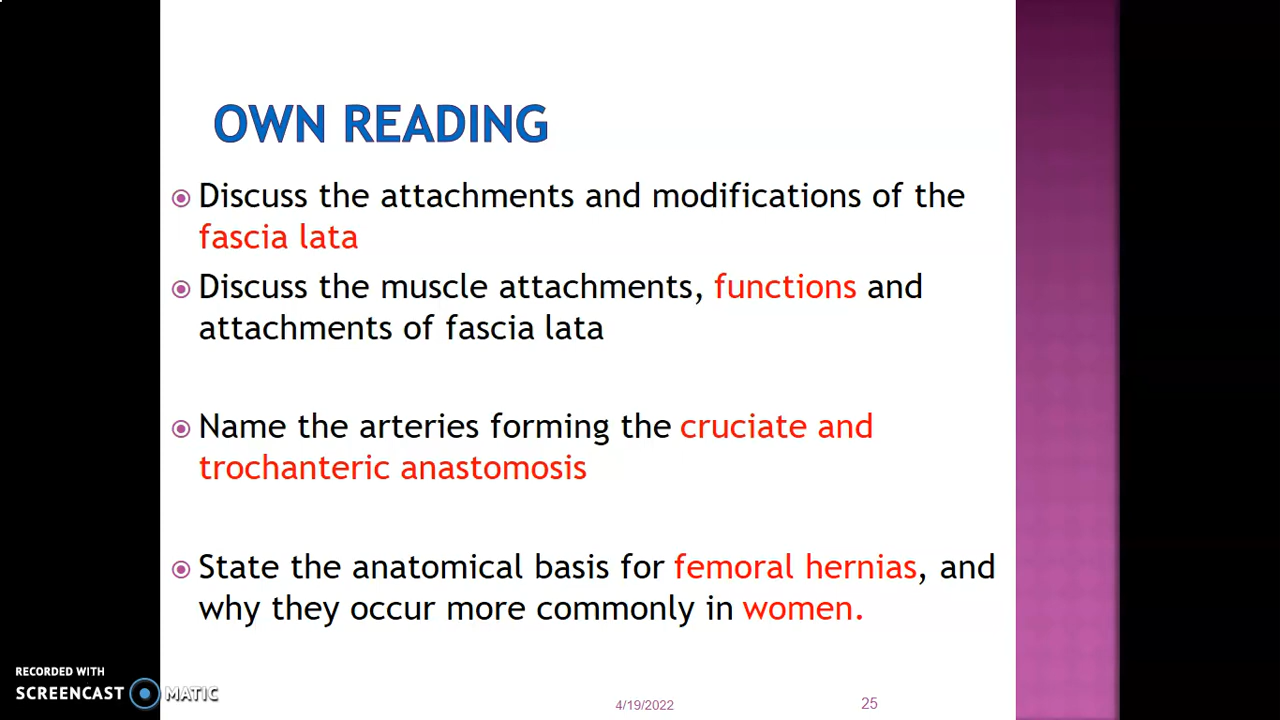 OWN READING
Discuss the attachments and modifications of the
fascia lata
Discuss the muscle attachments, functions and
attachments of fascia lata
Name the arteries forming the cruciate and
trochanteric anastomosis
State the anatomical basis for femoral hernias, and
why they occur more commonly in women.
RECORDED WITH
SCREENCAST MATIC
4/19/2022
25